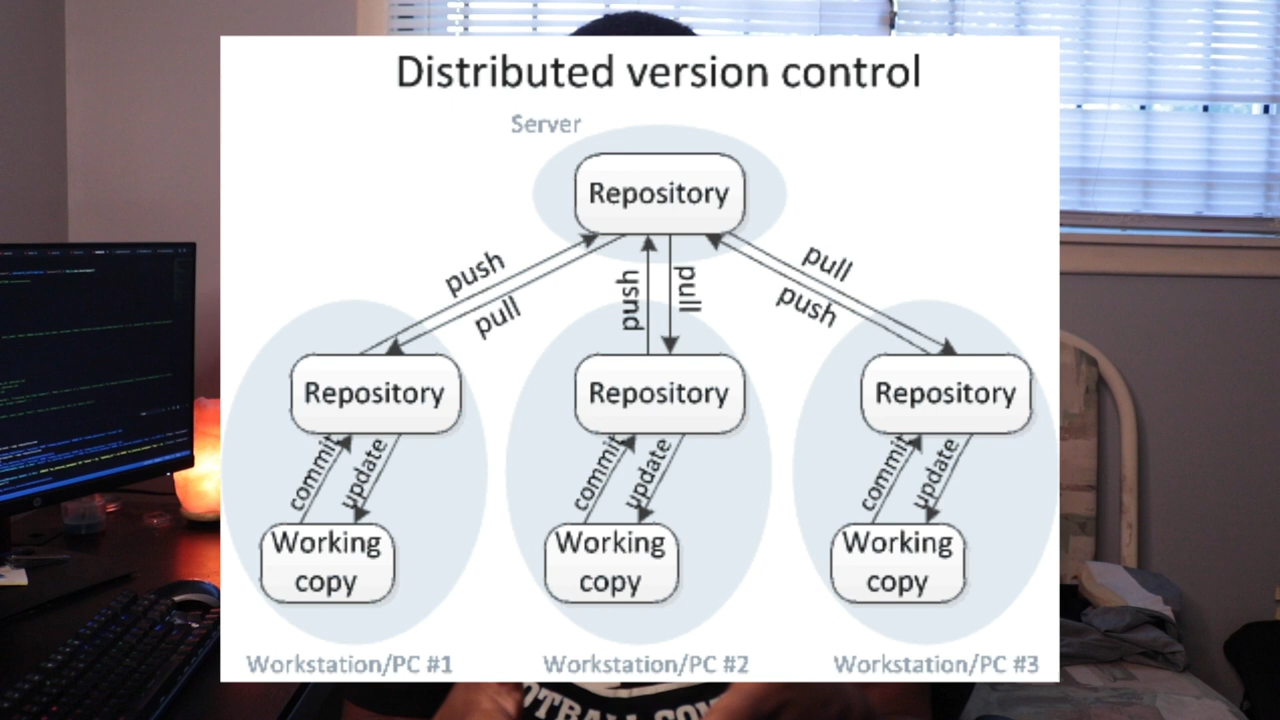 Distributed version control
Server
Repository
push
pull
push
pull
pull
push
Repository
Repository
Repository
commit
update
commit
update
commit
update
Working
copy
Working
copy
Working
copy
Workstation/PC #1
Workstation/PC #2
Workstation/PC #3